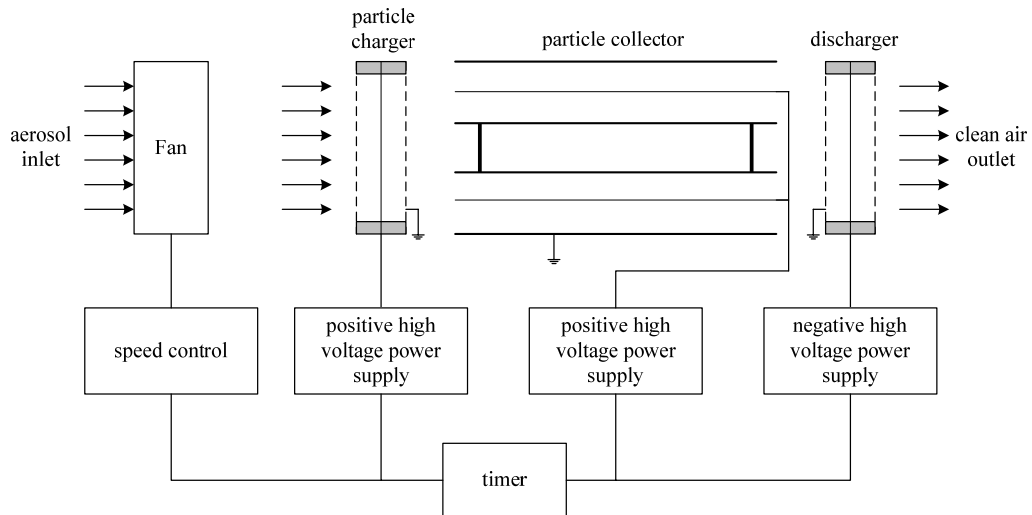 particle
charger
particle collector
discharger
aerosol
inlet
Fan
clean air
outlet
speed control
positive high
voltage power
supply
positive high
voltage power
supply
negative high
voltage power
supply
timer